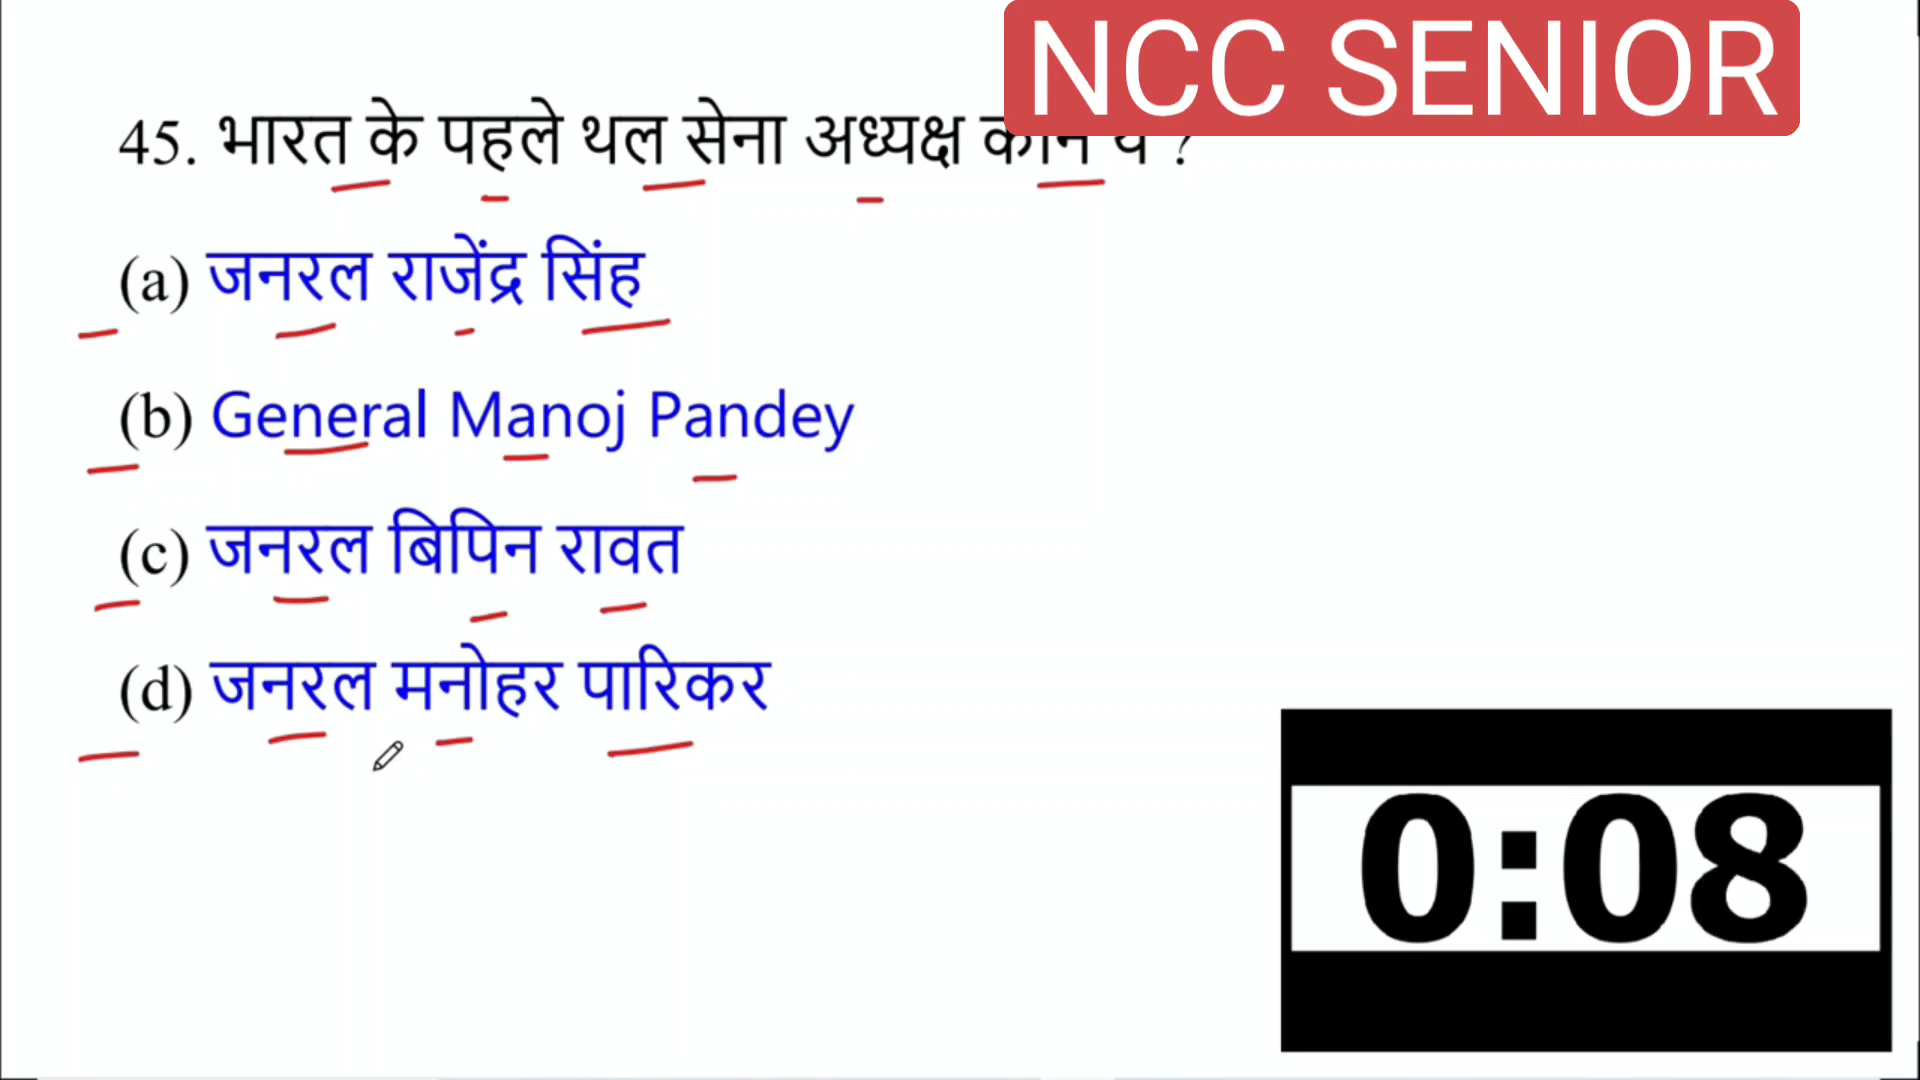 NCC SENIOR
45. भारत के पहले थल सेना अध्यक्ष कौन थे ?
(a) जनरल राजेंद्र सिंह
(b) General Manoj Pandey
(c) जनरल बिपिन रावत
(d) जनरल मनोहर पारिकर
0:08